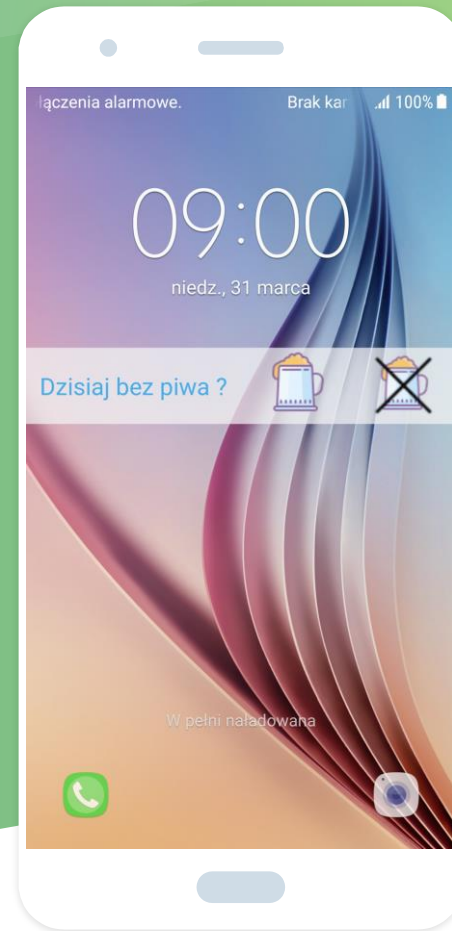 łączenia alarmowe. Brak kar 100%
09:00
niedz., 31 marca
Dzisiaj bez piwa ?
W pełni naładowana